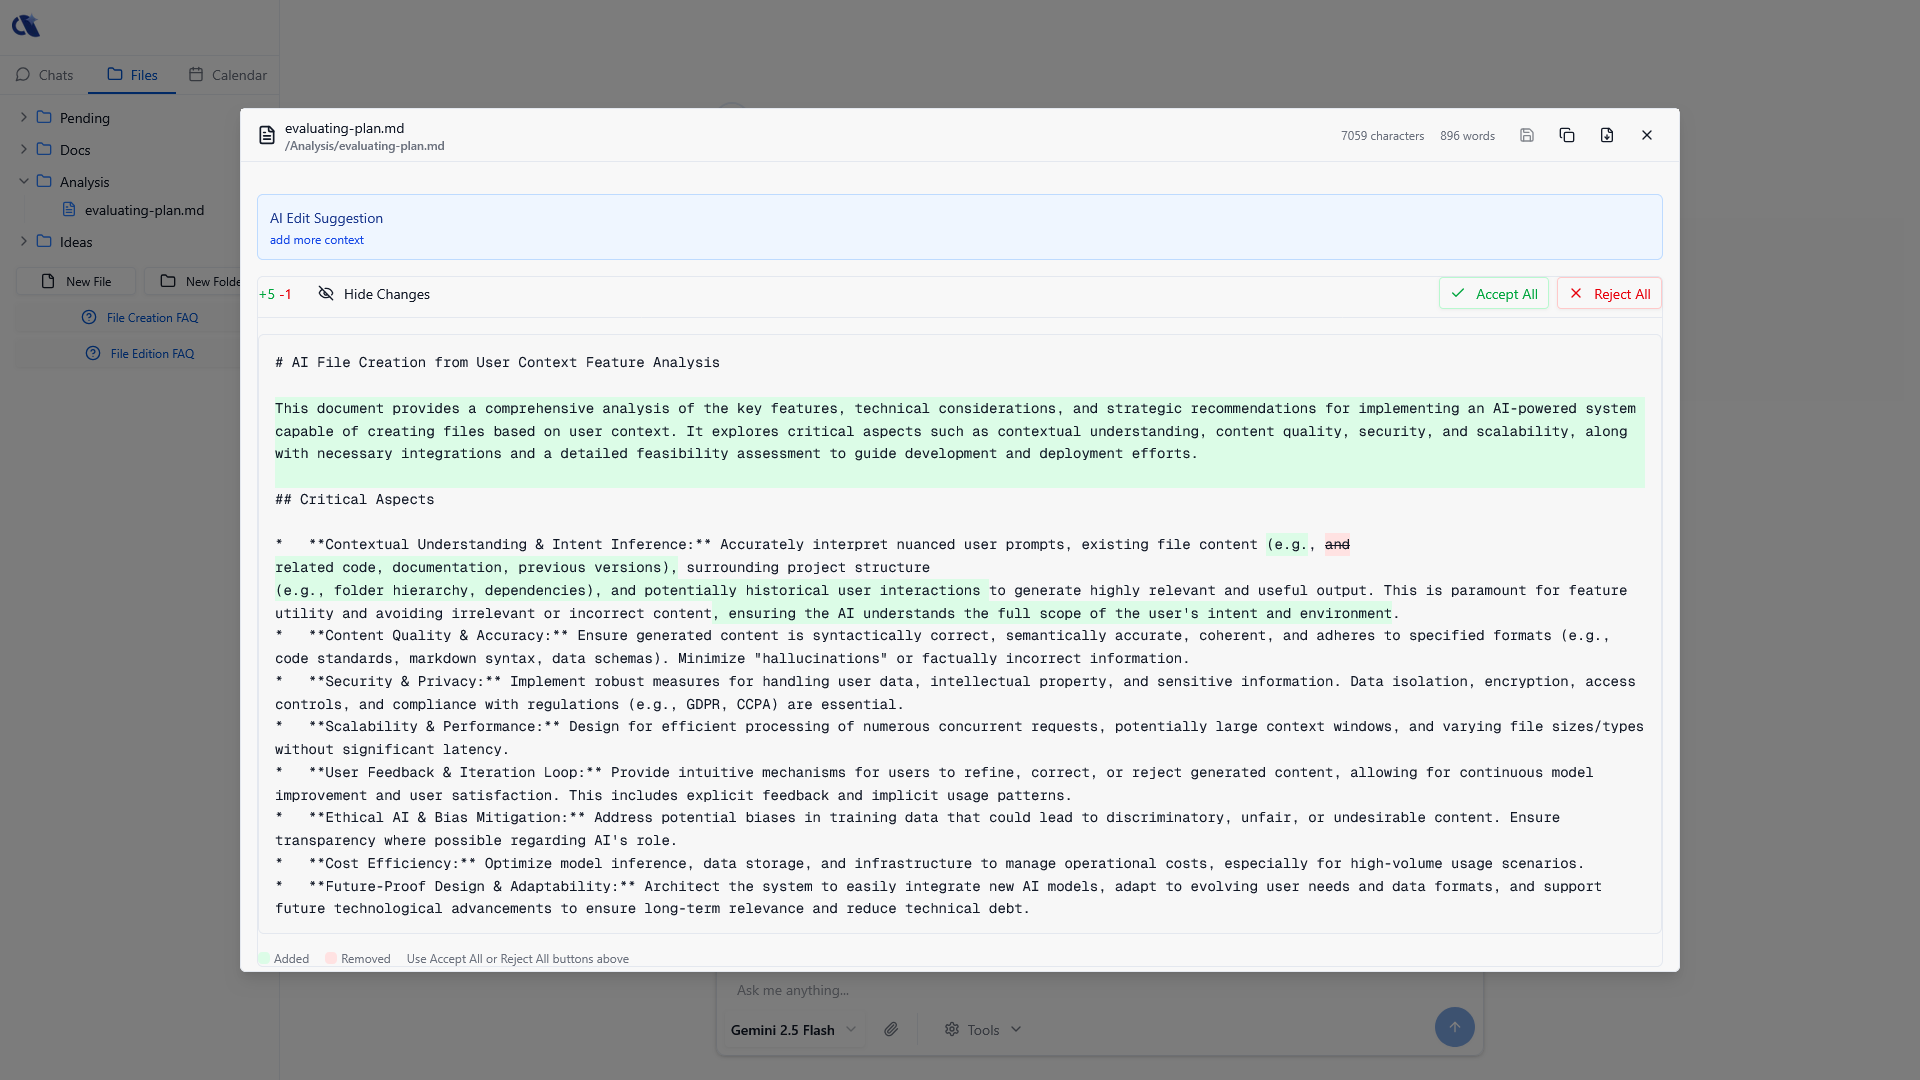 Chats
Files
Calendar
Pending
Docs
Analysis
evaluating-plan.md
Ideas
New File
New Folde
File Creation FAQ
File Edition FAQ
evaluating-plan.md
/Analysis/evaluating-plan.md
7059 characters
896 words
AI Edit Suggestion
add more context
+5 -1
Hide Changes
Accept All
Reject All
# AI File Creation from User Context Feature Analysis
This document provides a comprehensive analysis of the key features, technical considerations, and strategic recommendations for implementing an AI-powered system
capable of creating files based on user context. It explores critical aspects such as contextual understanding, content quality, security, and scalability, along
with necessary integrations and a detailed feasibility assessment to guide development and deployment efforts.
## Critical Aspects
*   **Contextual Understanding & Intent Inference:** Accurately interpret nuanced user prompts, existing file content (e.g., and
related code, documentation, previous versions), surrounding project structure
(e.g., folder hierarchy, dependencies), and potentially historical user interactions to generate highly relevant and useful output. This is paramount for feature
utility and avoiding irrelevant or incorrect content, ensuring the AI understands the full scope of the user's intent and environment.
*   **Content Quality & Accuracy:** Ensure generated content is syntactically correct, semantically accurate, coherent, and adheres to specified formats (e.g.,
code standards, markdown syntax, data schemas). Minimize "hallucinations" or factually incorrect information.
*   **Security & Privacy:** Implement robust measures for handling user data, intellectual property, and sensitive information. Data isolation, encryption, access
controls, and compliance with regulations (e.g., GDPR, CCPA) are essential.
*   **Scalability & Performance:** Design for efficient processing of numerous concurrent requests, potentially large context windows, and varying file sizes/types
without significant latency.
*   **User Feedback & Iteration Loop:** Provide intuitive mechanisms for users to refine, correct, or reject generated content, allowing for continuous model
improvement and user satisfaction. This includes explicit feedback and implicit usage patterns.
*   **Ethical AI & Bias Mitigation:** Address potential biases in training data that could lead to discriminatory, unfair, or undesirable content. Ensure
transparency where possible regarding AI's role.
*   **Cost Efficiency:** Optimize model inference, data storage, and infrastructure to manage operational costs, especially for high-volume usage scenarios.
*   **Future-Proof Design & Adaptability:** Architect the system to easily integrate new AI models, adapt to evolving user needs and data formats, and support
future technological advancements to ensure long-term relevance and reduce technical debt.
Added
Removed
Use Accept All or Reject All buttons above
Ask me anything...
Gemini 2.5 Flash
Tools